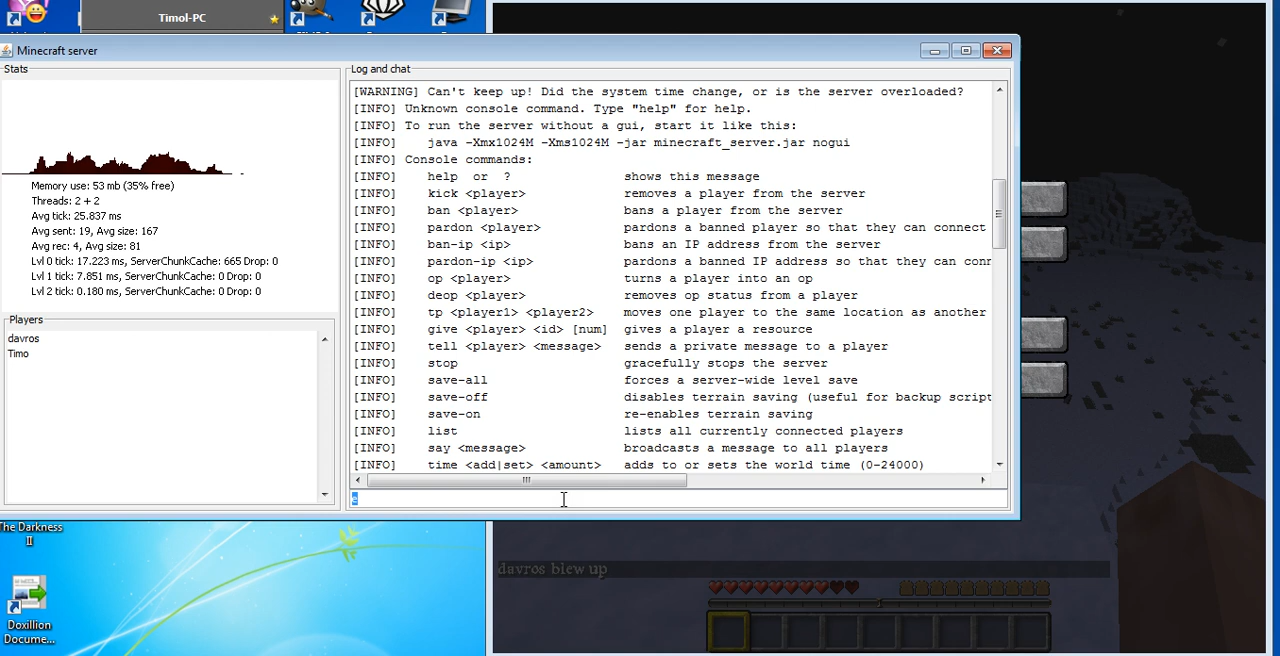 Timol-PC
Minecraft server
Stats
Log and chat
Memory use: 53 mb (35% free)
Threads: 2 + 2
Avg tick: 25.837 ms
Avg sent: 19, Avg size: 167
Avg rec: 4, Avg size: 81
Lvl 0 tick: 17.223 ms, ServerChunkCache: 665 Drop: 0
Lvl 1 tick: 7.851 ms, ServerChunkCache: 0 Drop: 0
Lvl 2 tick: 0.180 ms, ServerChunkCache: 0 Drop: 0
Players
davros
Timo
[WARNING] Can't keep up! Did the system time change, or is the server overloaded?
[INFO] Unknown console command. Type "help" for help.
[INFO] To run the server without a gui, start it like this:
[INFO] java -Xmx1024M -Xms1024M -jar minecraft_server.jar nogui
[INFO] Console commands:
[INFO] help or ? shows this message
[INFO] kick <player> removes a player from the server
[INFO] ban <player> bans a player from the server
[INFO] pardon <player> pardons a banned player so that they can connect
[INFO] ban-ip <ip> bans an IP address from the server
[INFO] pardon-ip <ip> pardons a banned IP address so that they can conn
[INFO] op <player> turns a player into an op
[INFO] deop <player> removes op status from a player
[INFO] tp <player1> <player2> moves one player to the same location as another
[INFO] give <player> <id> [num] gives a player a resource
[INFO] tell <player> <message> sends a private message to a player
[INFO] stop gracefully stops the server
[INFO] save-all forces a server-wide level save
[INFO] save-off disables terrain saving (useful for backup script
[INFO] save-on re-enables terrain saving
[INFO] list lists all currently connected players
[INFO] say <message> broadcasts a message to all players
[INFO] time <add|set> <amount> adds to or sets the world time (0-24000)
e
The Darkness
II
Doxillion
Docume...
davros blew up